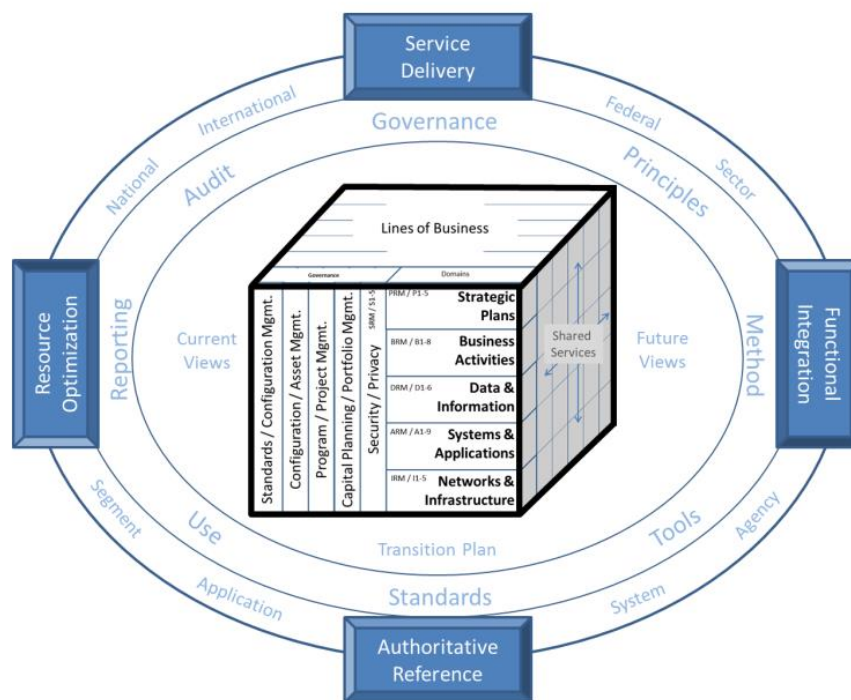 Service
Delivery
International
Federal
National
Sector
Governance
Audit
Principles
Lines of Business
Governance
Domains
Resource
Optimization
Reporting
Current
Views
Standards / Configuration Mgmt.
Configuration / Asset Mgmt.
Program / Project Mgmt.
Capital Planning / Portfolio Mgmt.
Security / Privacy
SRM / S1-5
PRM / P1-5
Strategic
Plans
BRM / B1-8
Business
Activities
DRM / D1-6
Data &
Information
ARM / A1-9
Systems &
Applications
IRM / I1-5
Networks &
Infrastructure
Shared
Services
Future
Views
Method
Functional
Integration
Segment
Use
Transition Plan
Tools
Agency
Application
Standards
System
Authoritative
Reference